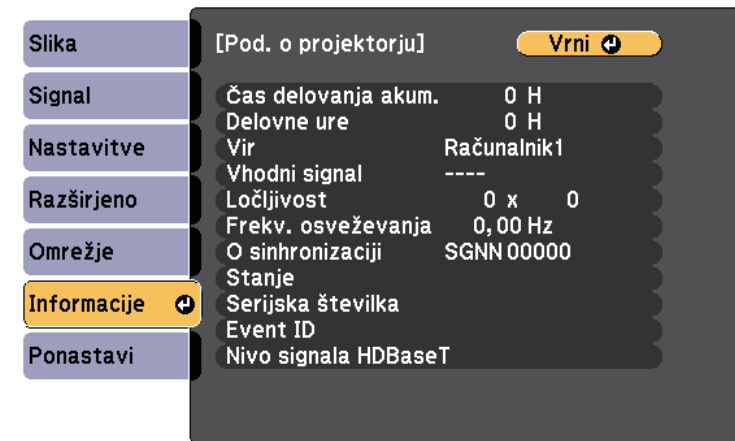 Slika
Signal
Nastavitve
Razširjeno
Omrežje
Informacije
Ponastavi
[Pod. o projektorju] Vrni
Čas delovanja akum. 0 H
Delovne ure 0 H
Vir Računalnik1
Vhodni signal ----
Ločljivost 0 x 0
Frekv. osveževanja 0,00 Hz
O sinhronizaciji SGNN 00000
Stanje
Serijska številka
Event ID
Nivo signala HDBaseT